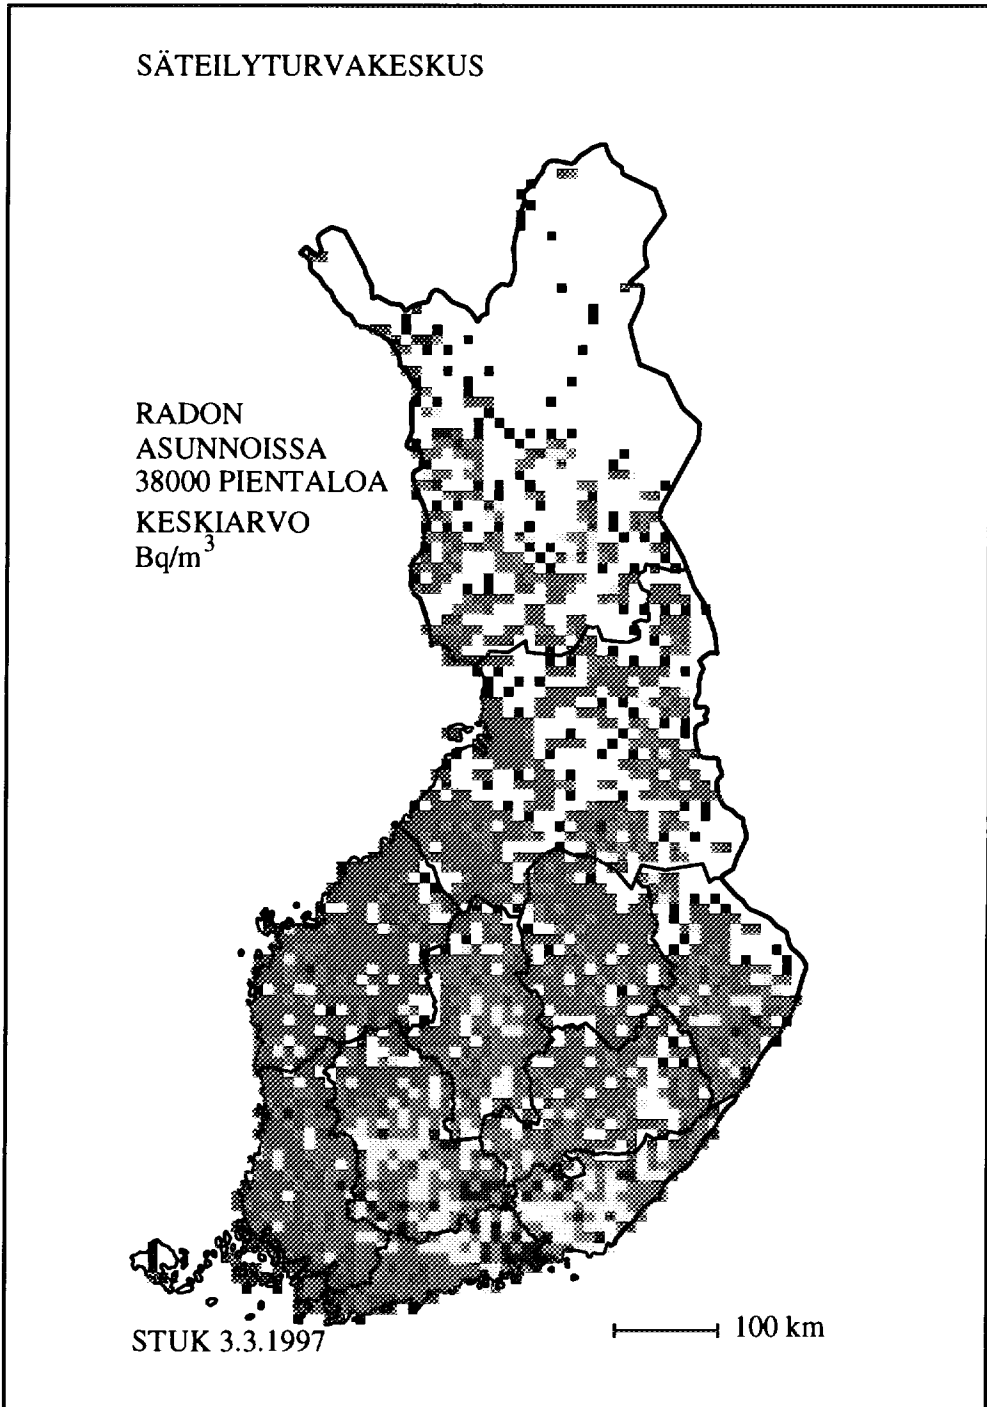 SÄTEILYTURVAKESKUS
RADON
ASUNNOISSA
38000 PIENTALOA
KESKIARVO
Bq/m³
STUK 3.3.1997
100 km